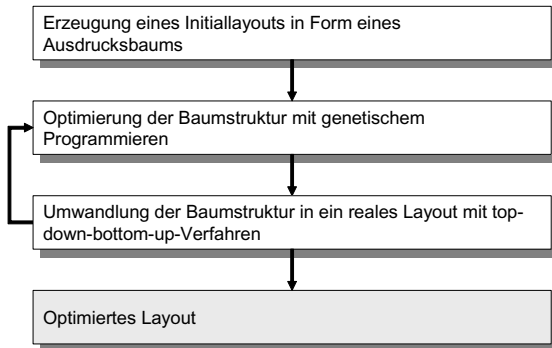 Erzeugung eines Initiallayouts in Form eines
Ausdrucksbaums
Optimierung der Baumstruktur mit genetischem
Programmieren
Umwandlung der Baumstruktur in ein reales Layout mit top-
down-bottom-up-Verfahren
Optimiertes Layout